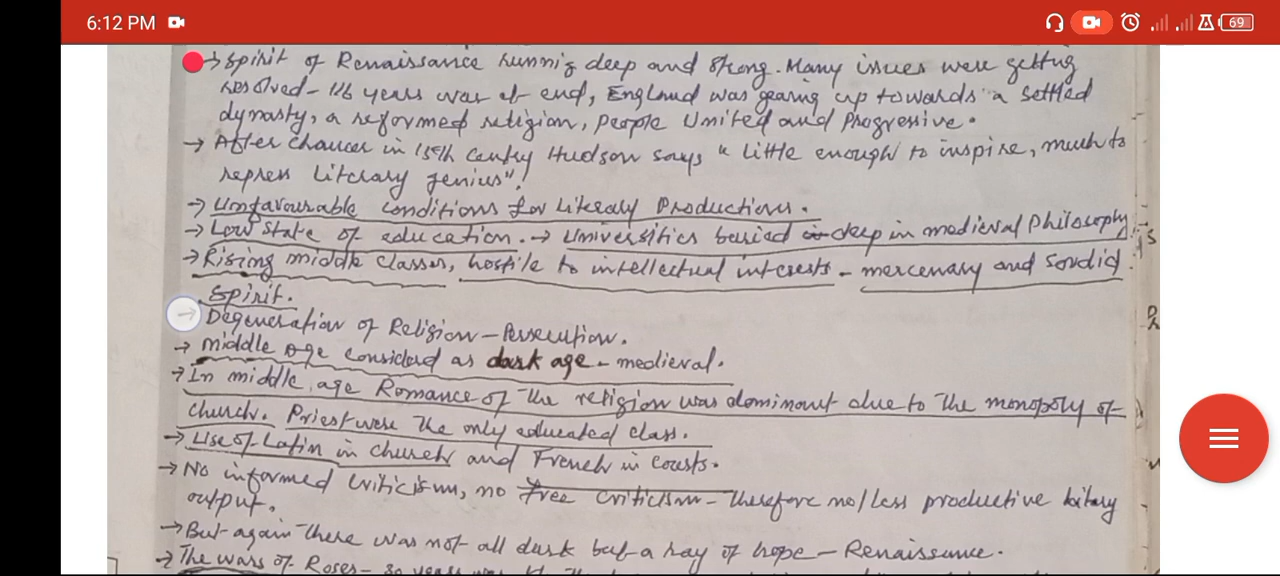 6:12 PM
69
→ Spirit of Renaissance runnig deep and strong. Many issues were gettng
resolved - 116 years war at end, England was gearing up towards a settled
dynasty, a reformed religion, people United and Progressive.
→ After chaucer in 15th centry Hudson says " little enough to inspire, much to
repress literary genius".
→ Unfavourable conditions for Literary Productions.
→ Low state of education. → Universities buried deep in medieval Philosophy.
→ Rising middle classes, hostile to intellectual interests - mercenary and sordid
spirit.
→ Degeneration of Religion - Persecution.
→ middle age considered as dark age - medieval.
→ In middle age Romance of the religion was dominant due to the monopoly of
church. Priest were the only educated class.
→ Use of Latin in church and French in courts.
→ No informed criticism, no free criticism - Therefore no/less productive
output.
→ But again there was not all dark but a ray of hope - Renaissance.
→ The wars of Roses - 30 years